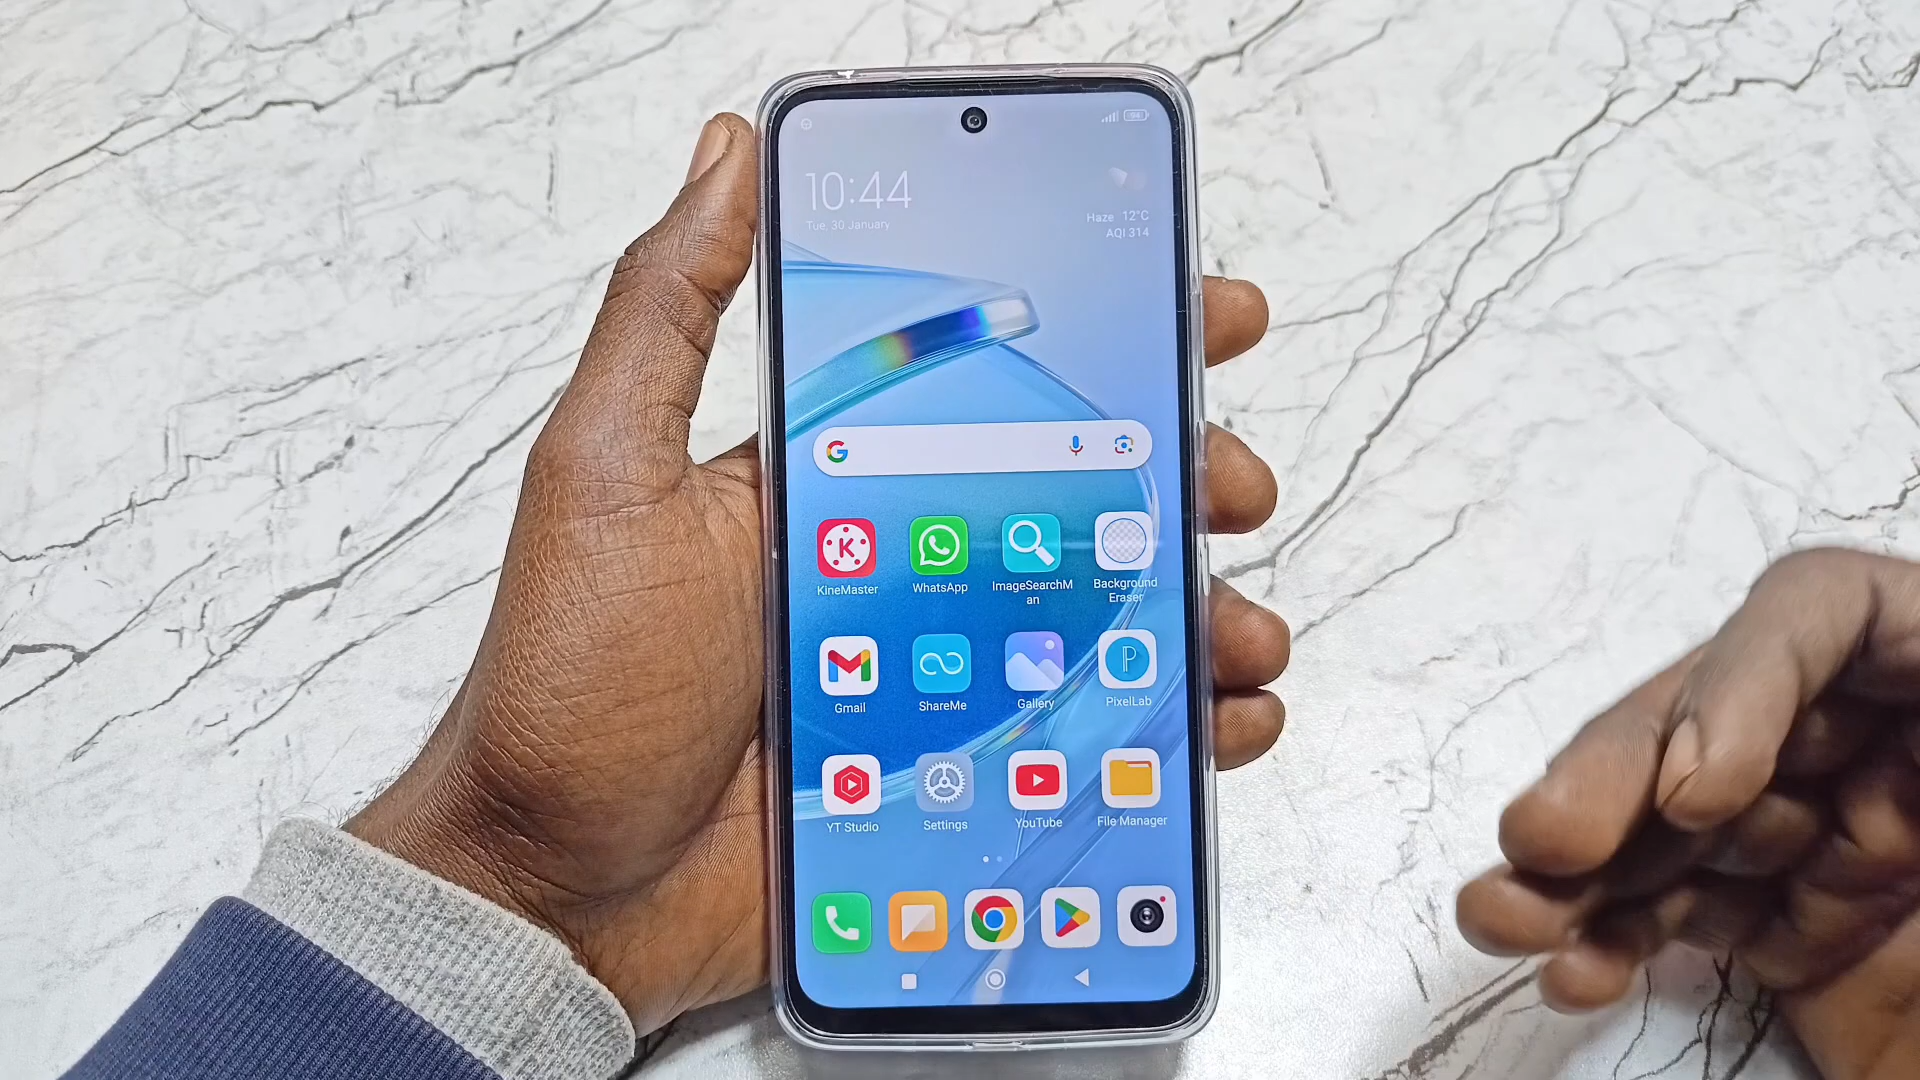 94
10:44
Tue, 30 January
Haze 12°C
AQI 314
KineMaster
WhatsApp
ImageSearchM
an
Background
Eraser
Gmail
ShareMe
Gallery
PixelLab
YT Studio
Settings
YouTube
File Manager